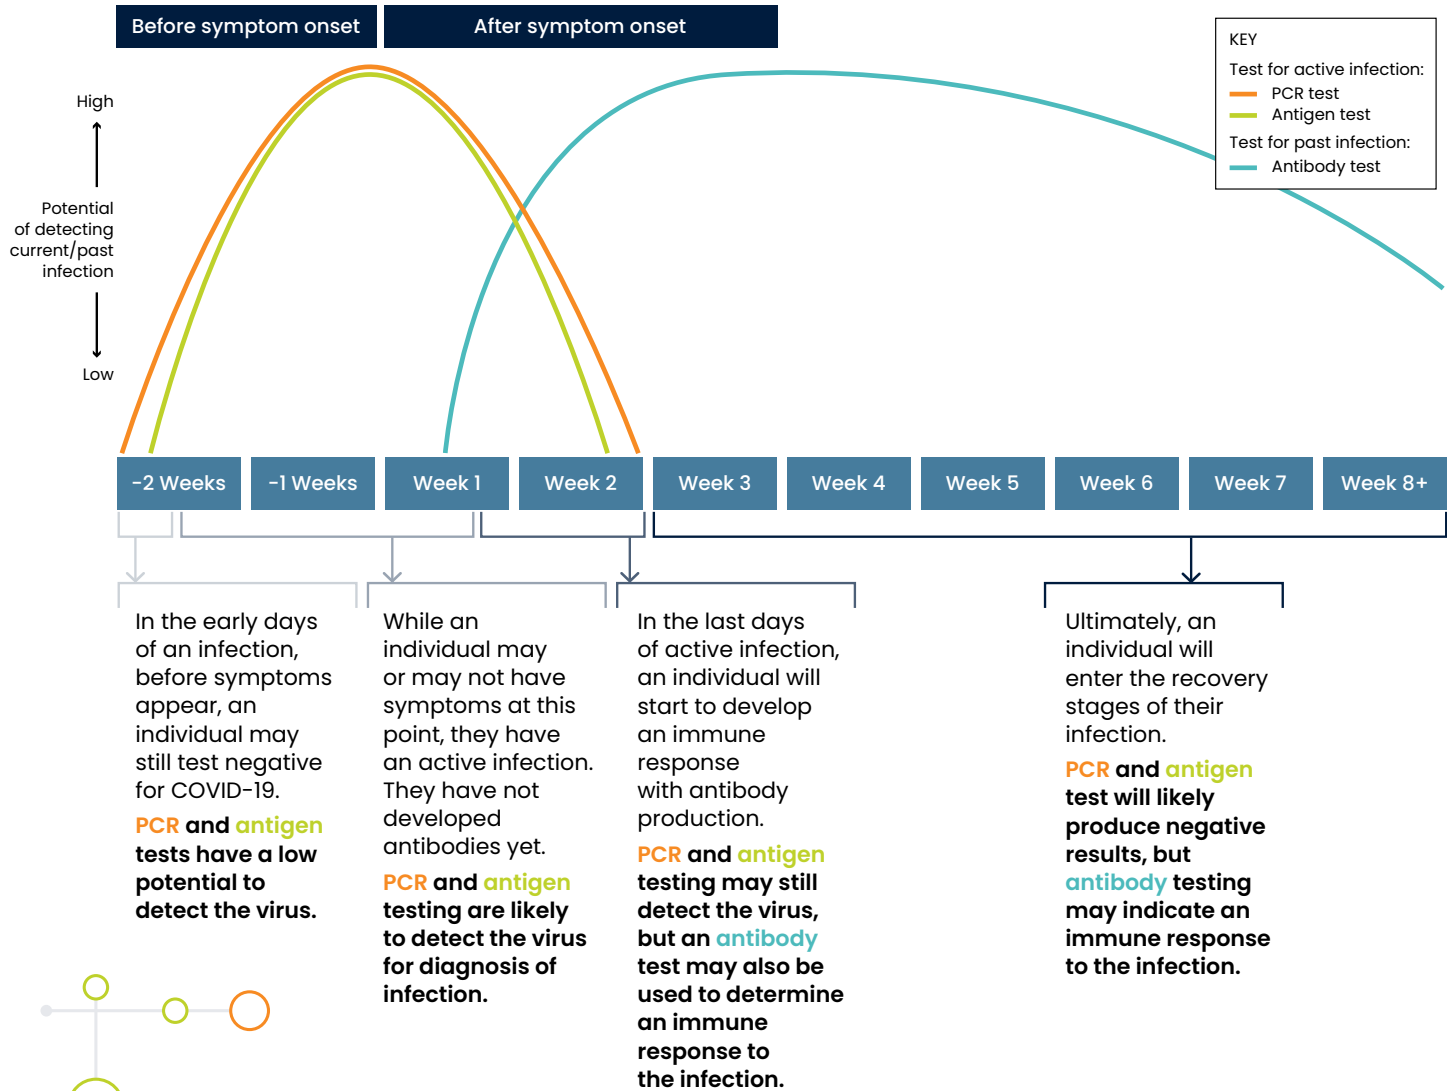 Before symptom onset
After symptom onset
KEY
Test for active infection:
PCR test
Antigen test
Test for past infection:
Antibody test
High
Potential
of detecting
current/past
infection
Low
-2 Weeks
-1 Weeks
Week 1
Week 2
Week 3
Week 4
Week 5
Week 6
Week 7
Week 8+
In the early days
of an infection,
before symptoms
appear, an
individual may
still test negative
for COVID-19.
PCR and antigen
tests have a low
potential to
detect the virus.
While an
individual may
or may not have
symptoms at this
point, they have
an active infection.
They have not
developed
antibodies yet.
PCR and antigen
testing are likely
to detect the virus
for diagnosis of
infection.
In the last days
of active infection,
an individual will
start to develop
an immune
response
with antibody
production.
PCR and antigen
testing may still
detect the virus,
but an antibody
test may also be
used to determine
an immune
response to
the infection.
Ultimately, an
individual will
enter the recovery
stages of their
infection.
PCR and antigen
test will likely
produce negative
results, but
antibody testing
may indicate an
immune response
to the infection.